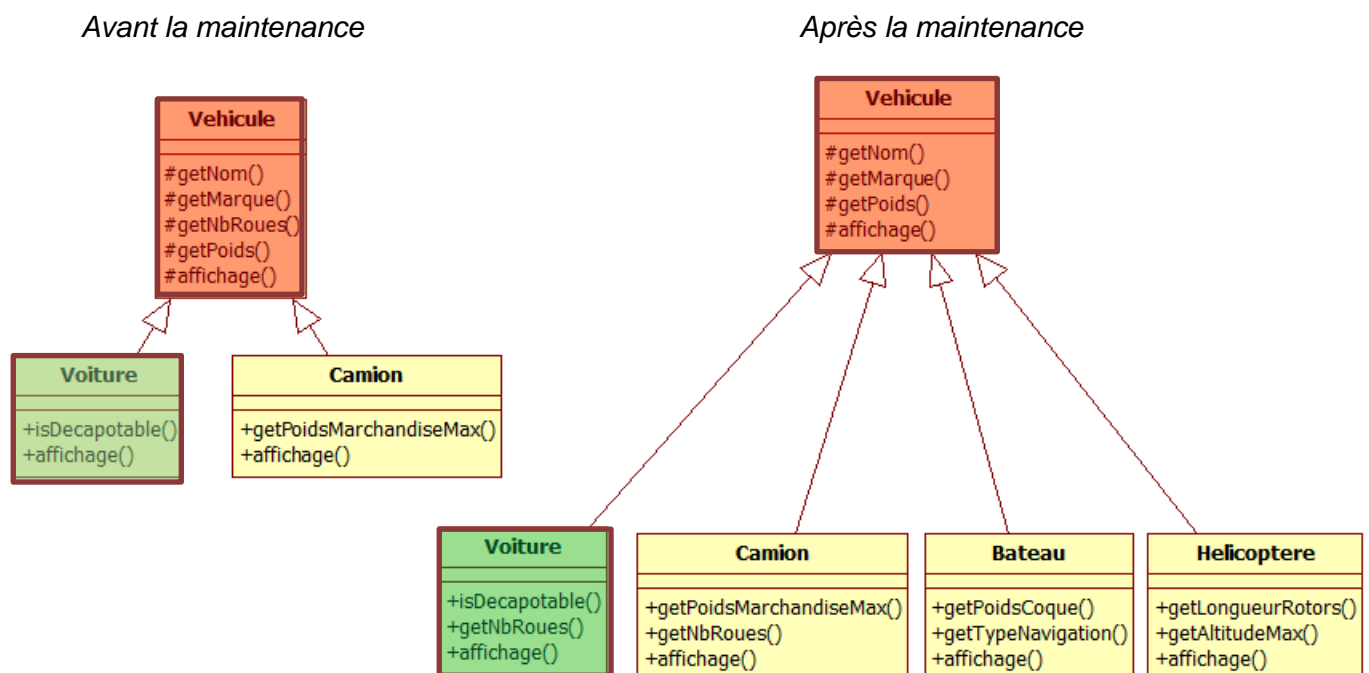 Avant la maintenance
Après la maintenance
Vehicule
#getNom()
#getMarque()
#getNbRoues()
#getPoids()
#affichage()
Voiture
+isDecapotable()
+affichage()
Camion
+getPoidsMarchandiseMax()
+affichage()
Vehicule
#getNom()
#getMarque()
#getPoids()
#affichage()
Voiture
+isDecapotable()
+getNbRoues()
+affichage()
Camion
+getPoidsMarchandiseMax()
+getNbRoues()
+affichage()
Bateau
+getPoidsCoque()
+getTypeNavigation()
+affichage()
Helicoptere
+getLongueurRotors()
+getAltitudeMax()
+affichage()